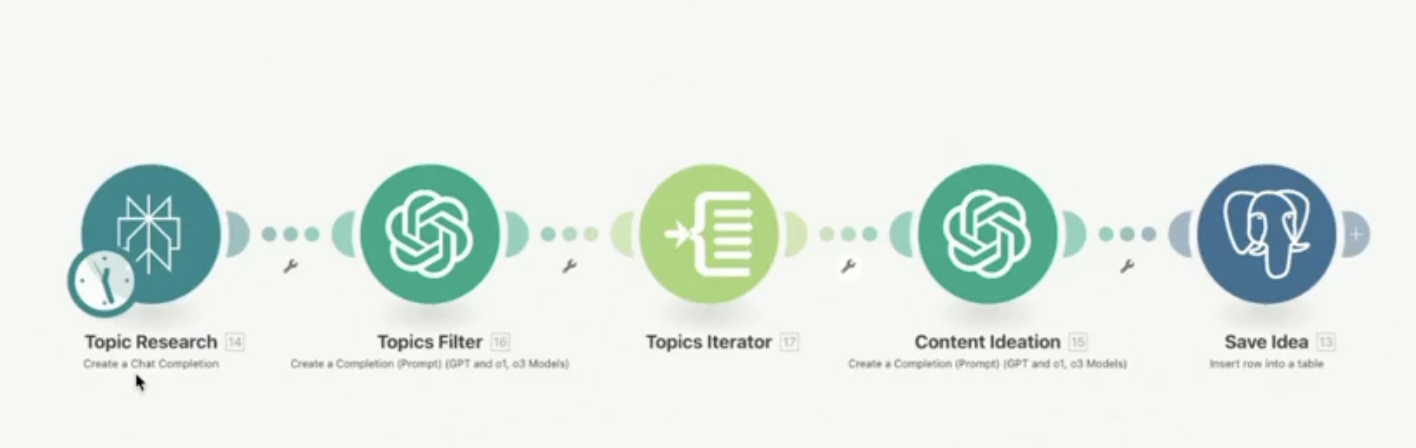 Topic Research 14
Create a Chat Completion
Topics Filter 16
Create a Completion (Prompt) (GPT and o1, o3 Models)
Topics Iterator 17
Content Ideation 15
Create a Completion (Prompt) (GPT and o1, o3 Models)
Save Idea 13
Insert row into a table